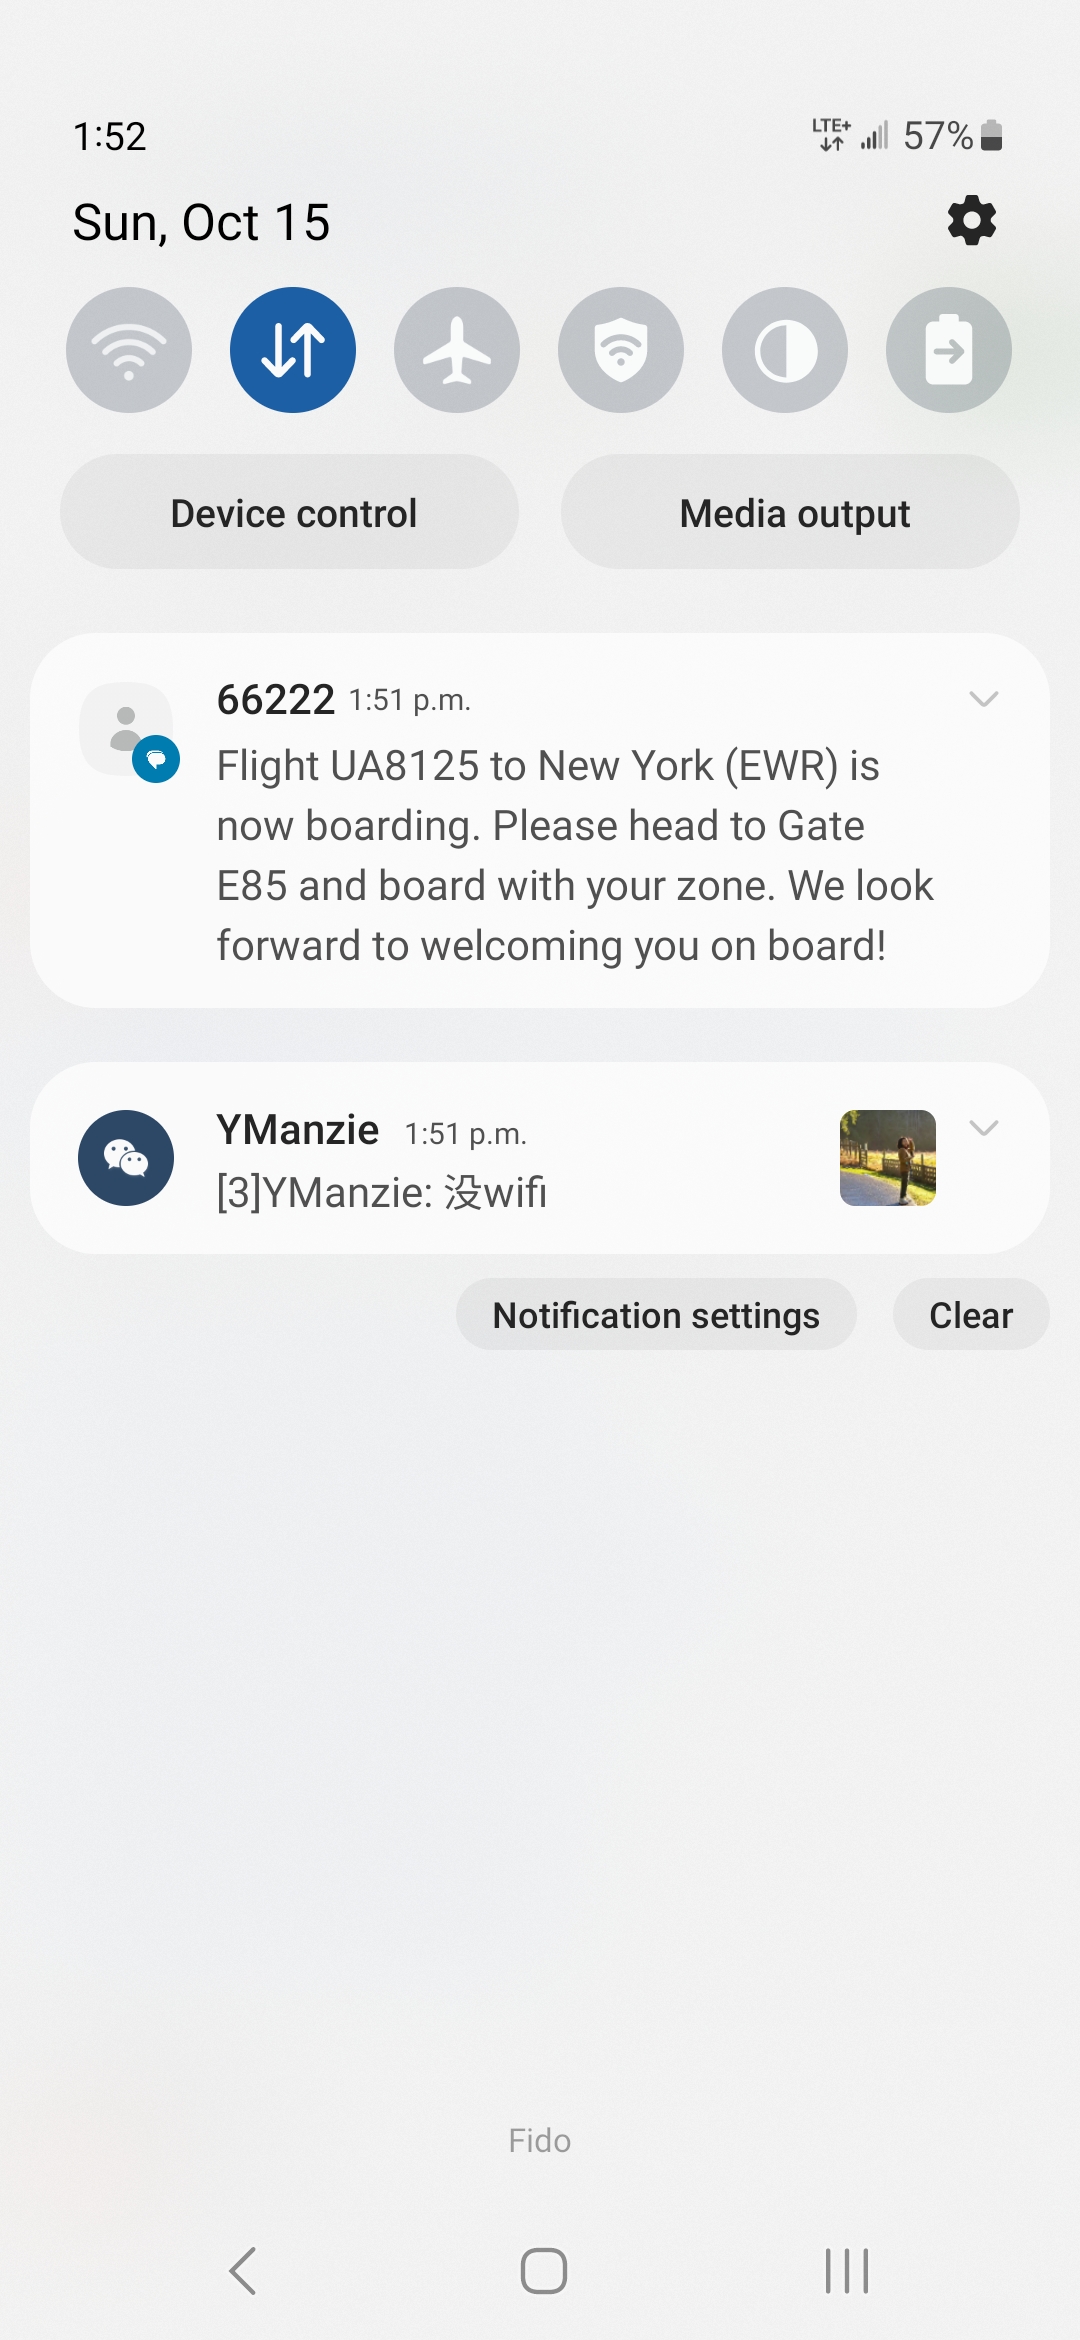 1:52
LTE+ 57%
Sun, Oct 15
Device control
Media output
66222 1:51 p.m.
Flight UA8125 to New York (EWR) is
now boarding. Please head to Gate
E85 and board with your zone. We look
forward to welcoming you on board!
YManzie 1:51 p.m.
[3]YManzie: 没wifi
Notification settings
Clear
Fido